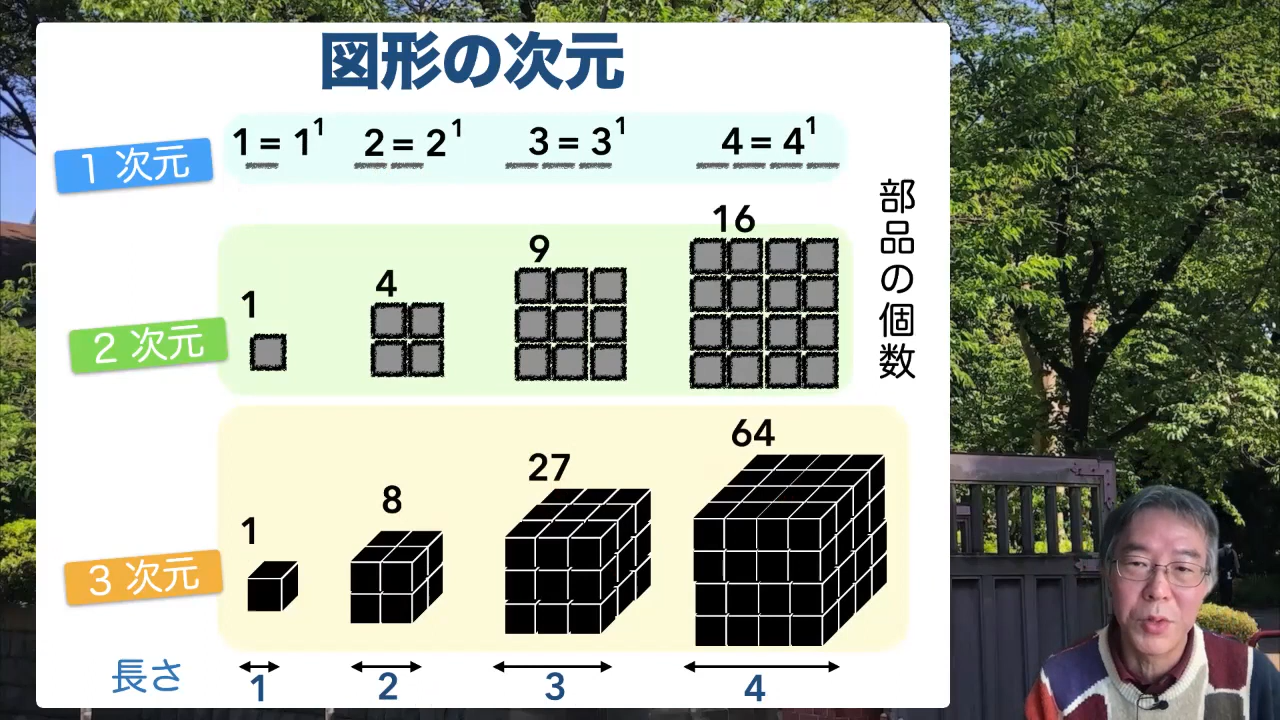 図形の次元
1 次元
1 = 1¹ 2 = 2¹ 3 = 3¹ 4 = 4¹
部品の個数
2 次元
1 4 9 16
3 次元
1 8 27 64
長さ
1 2 3 4